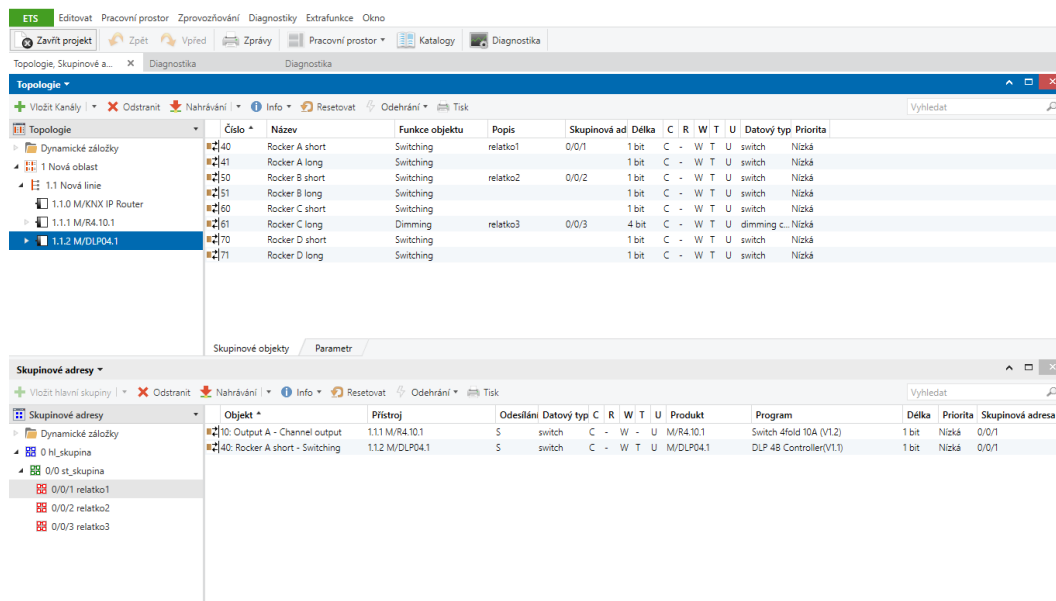 ETS Editovat Pracovní prostor Zprovozňování Diagnostiky Extrafunkce Okno
Zavřít projekt Zpět Vpřed Zprávy Pracovní prostor Katalogy Diagnostika
Topologie, Skupinové a... Diagnostika Diagnostika
Topologie
Vložit Kanály Odstranit Nahrávání Info Resetovat Odehrání Tisk Vyhledat
Topologie
Dynamické záložky
1 Nová oblast
1.1 Nová linie
1.1.0 M/KNX IP Router
1.1.1 M/R4.10.1
1.1.2 M/DLP04.1
Číslo Název Funkce objektu Popis Skupinová ad Délka C R W T U Datový typ Priorita
40 Rocker A short Switching relatko1 0/0/1 1 bit C - W T U switch Nízká
41 Rocker A long Switching 1 bit C - W T U switch Nízká
50 Rocker B short Switching relatko2 0/0/2 1 bit C - W T U switch Nízká
51 Rocker B long Switching 1 bit C - W T U switch Nízká
60 Rocker C short Switching 1 bit C - W T U switch Nízká
61 Rocker C long Dimming relatko3 0/0/3 4 bit C - W T U dimming c... Nízká
70 Rocker D short Switching 1 bit C - W T U switch Nízká
71 Rocker D long Switching 1 bit C - W T U switch Nízká
Skupinové objekty Parametr
Skupinové adresy
Vložit hlavní skupiny Odstranit Nahrávání Info Resetovat Odehrání Tisk Vyhledat
Skupinové adresy
Dynamické záložky
0 hl_skupina
0/0 st_skupina
0/0/1 relatko1
0/0/2 relatko2
0/0/3 relatko3
Objekt Přístroj Odesílání Datový typ C R W T U Produkt Program Délka Priorita Skupinová adresa
10: Output A - Channel output 1.1.1 M/R4.10.1 S switch C - W - U M/R4.10.1 Switch 4fold 10A (V1.2) 1 bit Nízká 0/0/1
40: Rocker A short - Switching 1.1.2 M/DLP04.1 S switch C - W T U M/DLP04.1 DLP 4B Controller(V1.1) 1 bit Nízká 0/0/1